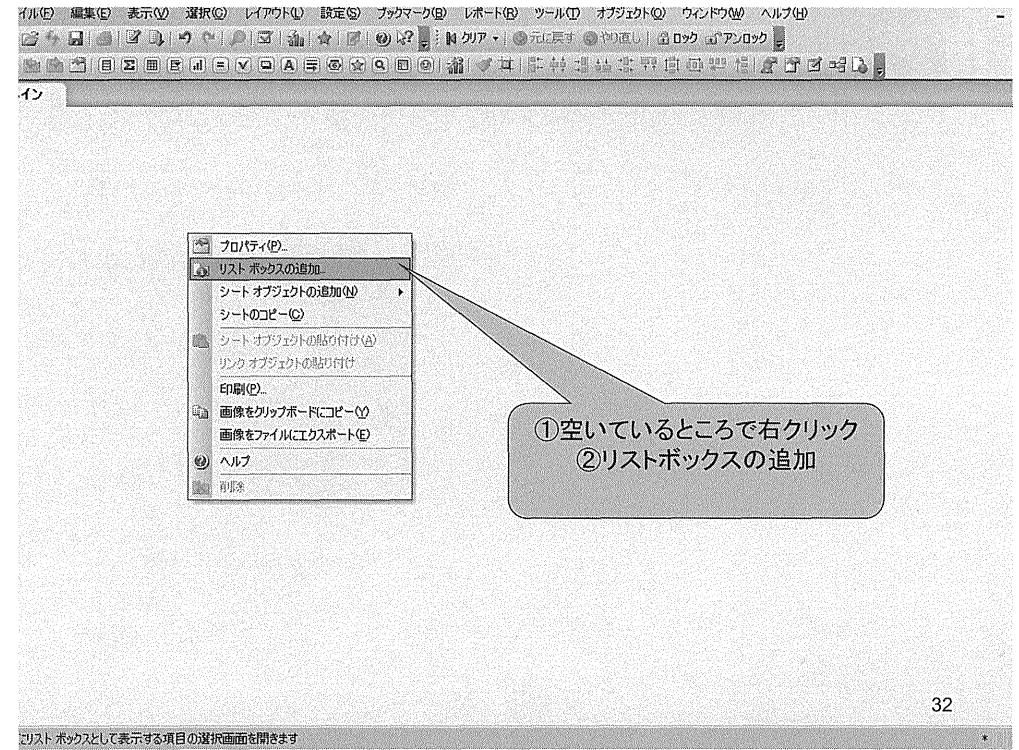 イル(F) 編集(E) 表示(V) 選択(C) レイアウト(L) 設定(S) ブックマーク(B) レポート(R) ツール(T) オブジェクト(O) ウィンドウ(W) ヘルプ(H)
クリア 元に戻す やり直し ロック アンロック
イン
プロパティ(P)...
リスト ボックスの追加...
シート オブジェクトの追加(N)
シートのコピー(C)
シート オブジェクトの貼り付け(A)
リンク オブジェクトの貼り付け
印刷(P)...
画像をクリップボードにコピー(Y)
画像をファイルにエクスポート(E)
ヘルプ
削除
①空いているところで右クリック
②リストボックスの追加
32
リスト ボックスとして表示する項目の選択画面を開きます